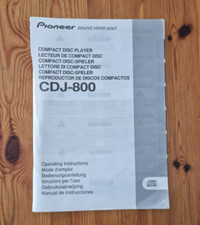 Pioneer sound.vision.soul
COMPACT DISC PLAYER
LECTEUR DE COMPACT DISC
COMPACT-DISC-SPIELER
LETTORE DI COMPACT DISC
COMPACT DISC-SPELER
REPRODUCTOR DE DISCOS COMPACTOS
CDJ-800
Operating Instructions
Mode d'emploi
Bedienungsanleitung
Istruzioni per l'uso
Gebruiksaanwijzing
Manual de instrucciones